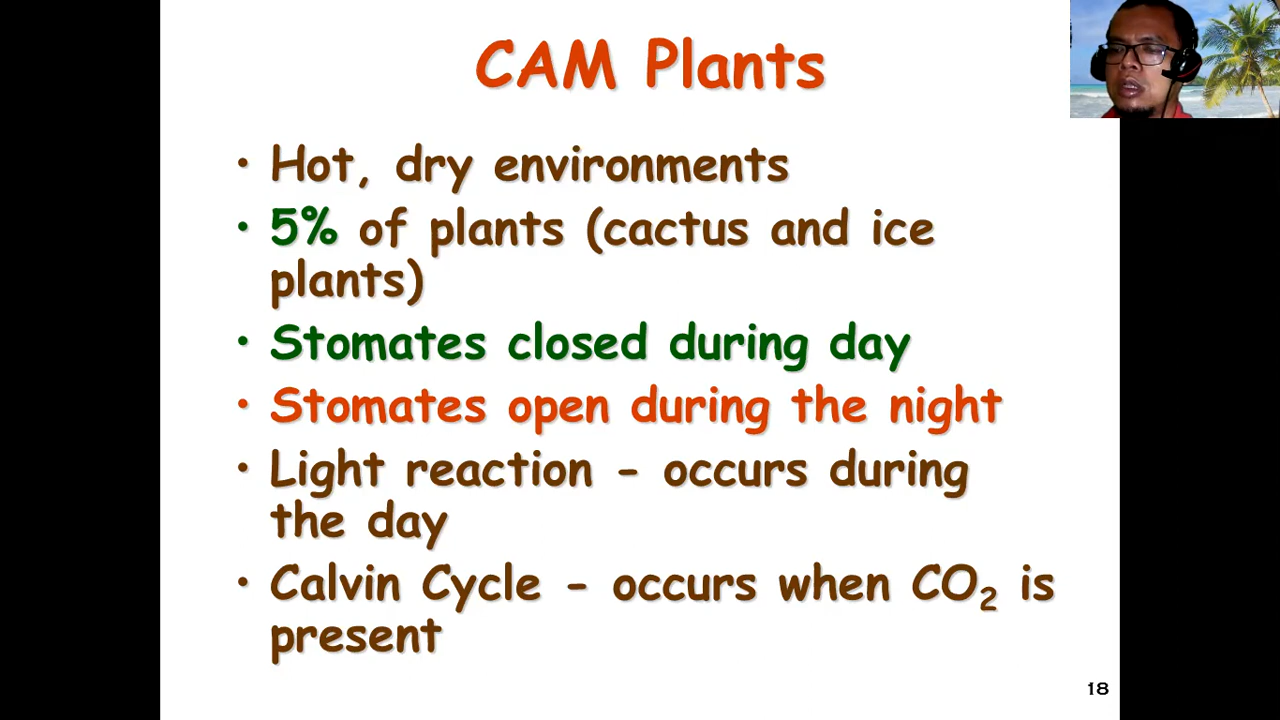 CAM Plants
• Hot, dry environments
• 5% of plants (cactus and ice
plants)
• Stomates closed during day
• Stomates open during the night
• Light reaction - occurs during
the day
• Calvin Cycle - occurs when CO₂ is
present
18